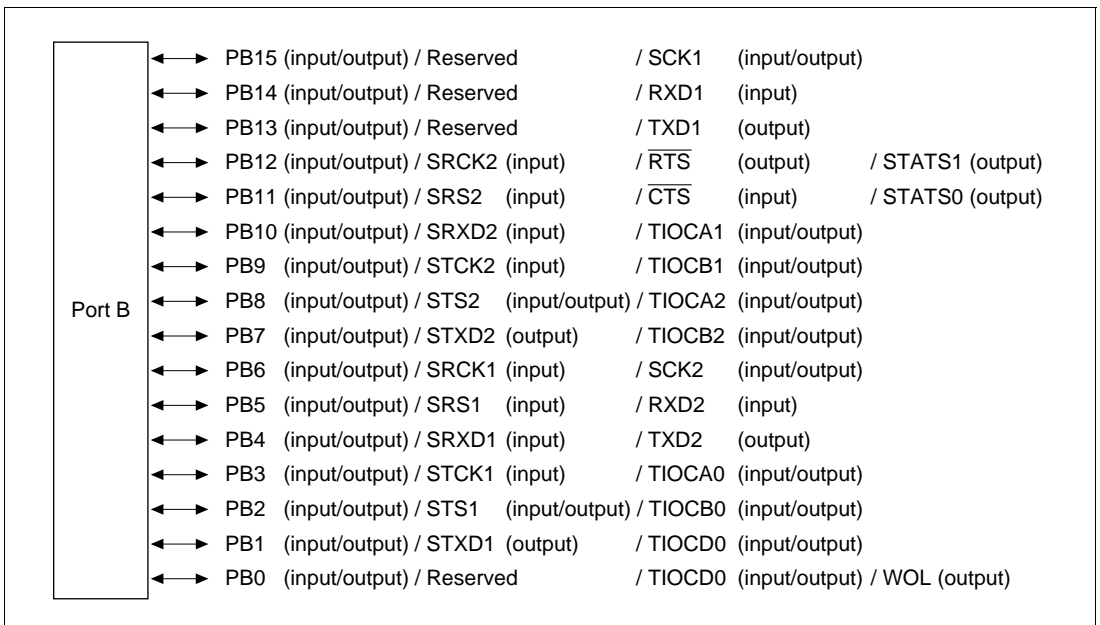 PB15 (input/output) / Reserved / SCK1 (input/output)
PB14 (input/output) / Reserved / RXD1 (input)
PB13 (input/output) / Reserved / TXD1 (output)
PB12 (input/output) / SRCK2 (input) / R̅T̅S̅ (output) / STATS1 (output)
PB11 (input/output) / SRS2 (input) / C̅T̅S̅ (input) / STATS0 (output)
PB10 (input/output) / SRXD2 (input) / TIOCA1 (input/output)
PB9 (input/output) / STCK2 (input) / TIOCB1 (input/output)
Port B
PB8 (input/output) / STS2 (input/output) / TIOCA2 (input/output)
PB7 (input/output) / STXD2 (output) / TIOCB2 (input/output)
PB6 (input/output) / SRCK1 (input) / SCK2 (input/output)
PB5 (input/output) / SRS1 (input) / RXD2 (input)
PB4 (input/output) / SRXD1 (input) / TXD2 (output)
PB3 (input/output) / STCK1 (input) / TIOCA0 (input/output)
PB2 (input/output) / STS1 (input/output) / TIOCB0 (input/output)
PB1 (input/output) / STXD1 (output) / TIOCD0 (input/output)
PB0 (input/output) / Reserved / TIOCD0 (input/output) / WOL (output)